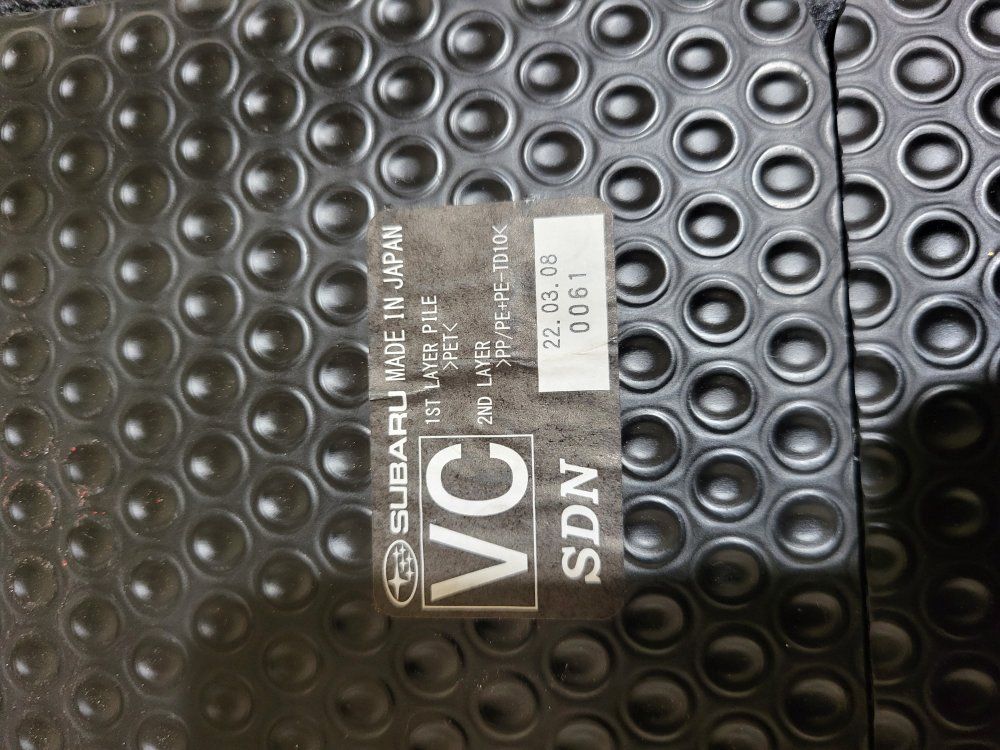 SUBARU MADE IN JAPAN
VC
1ST LAYER PILE
>PET<
2ND LAYER
>PP/PE+PE-TD10<
SDN
22.03.08
0061